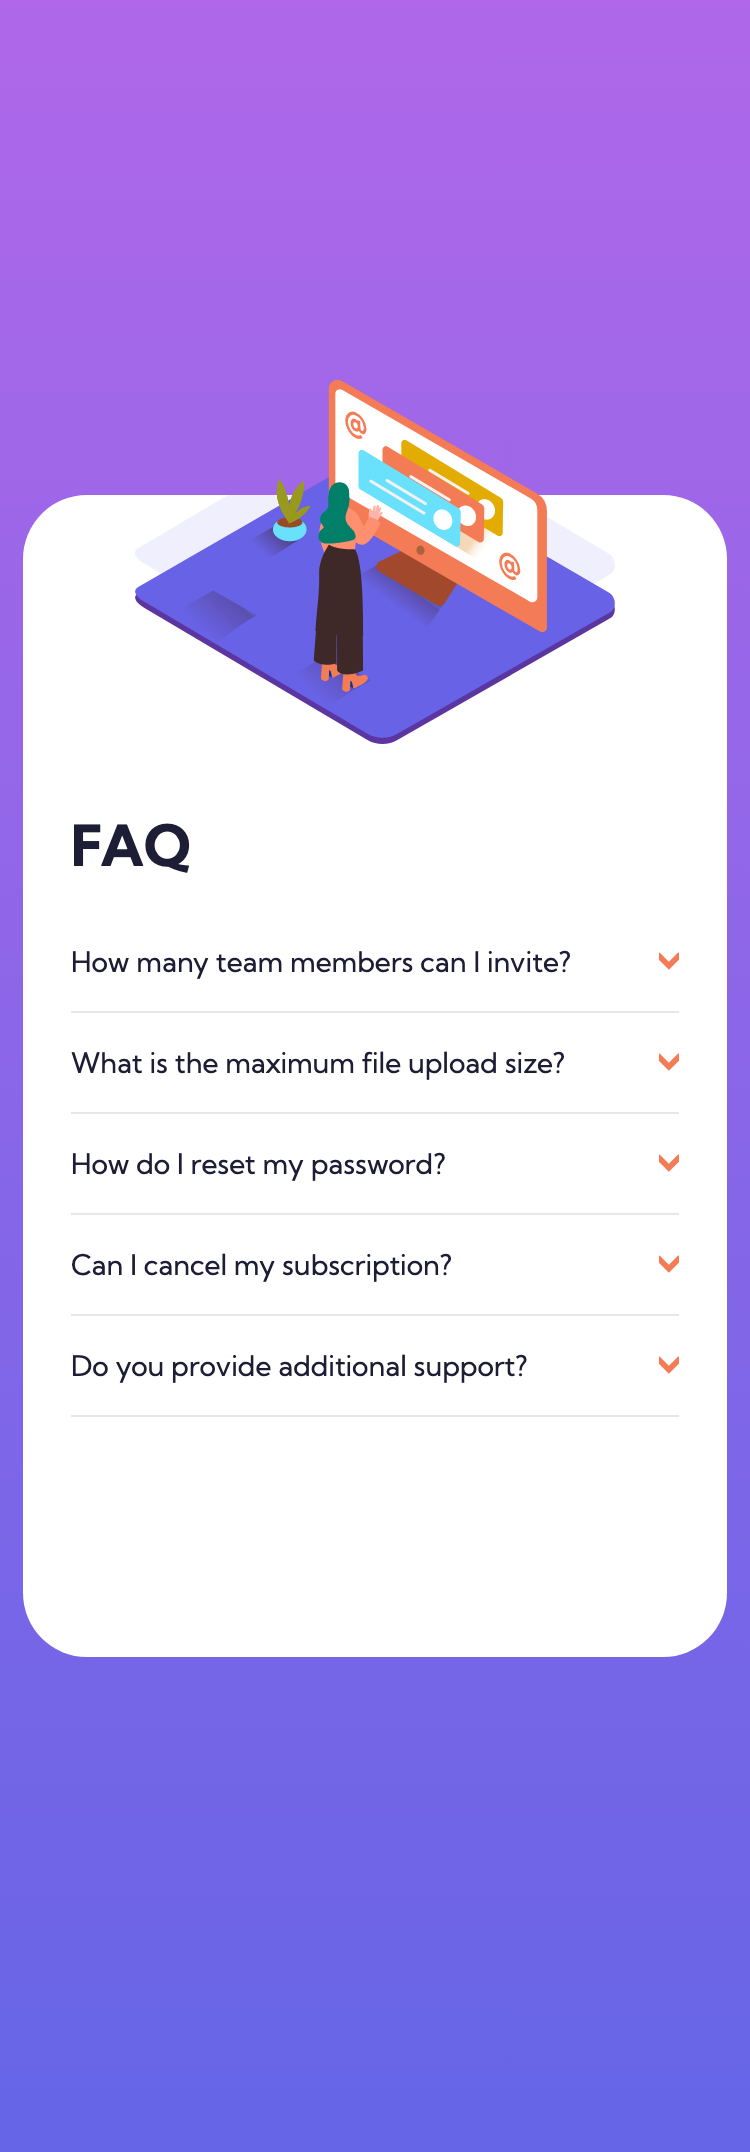 @
@
FAQ
How many team members can I invite?
What is the maximum file upload size?
How do I reset my password?
Can I cancel my subscription?
Do you provide additional support?